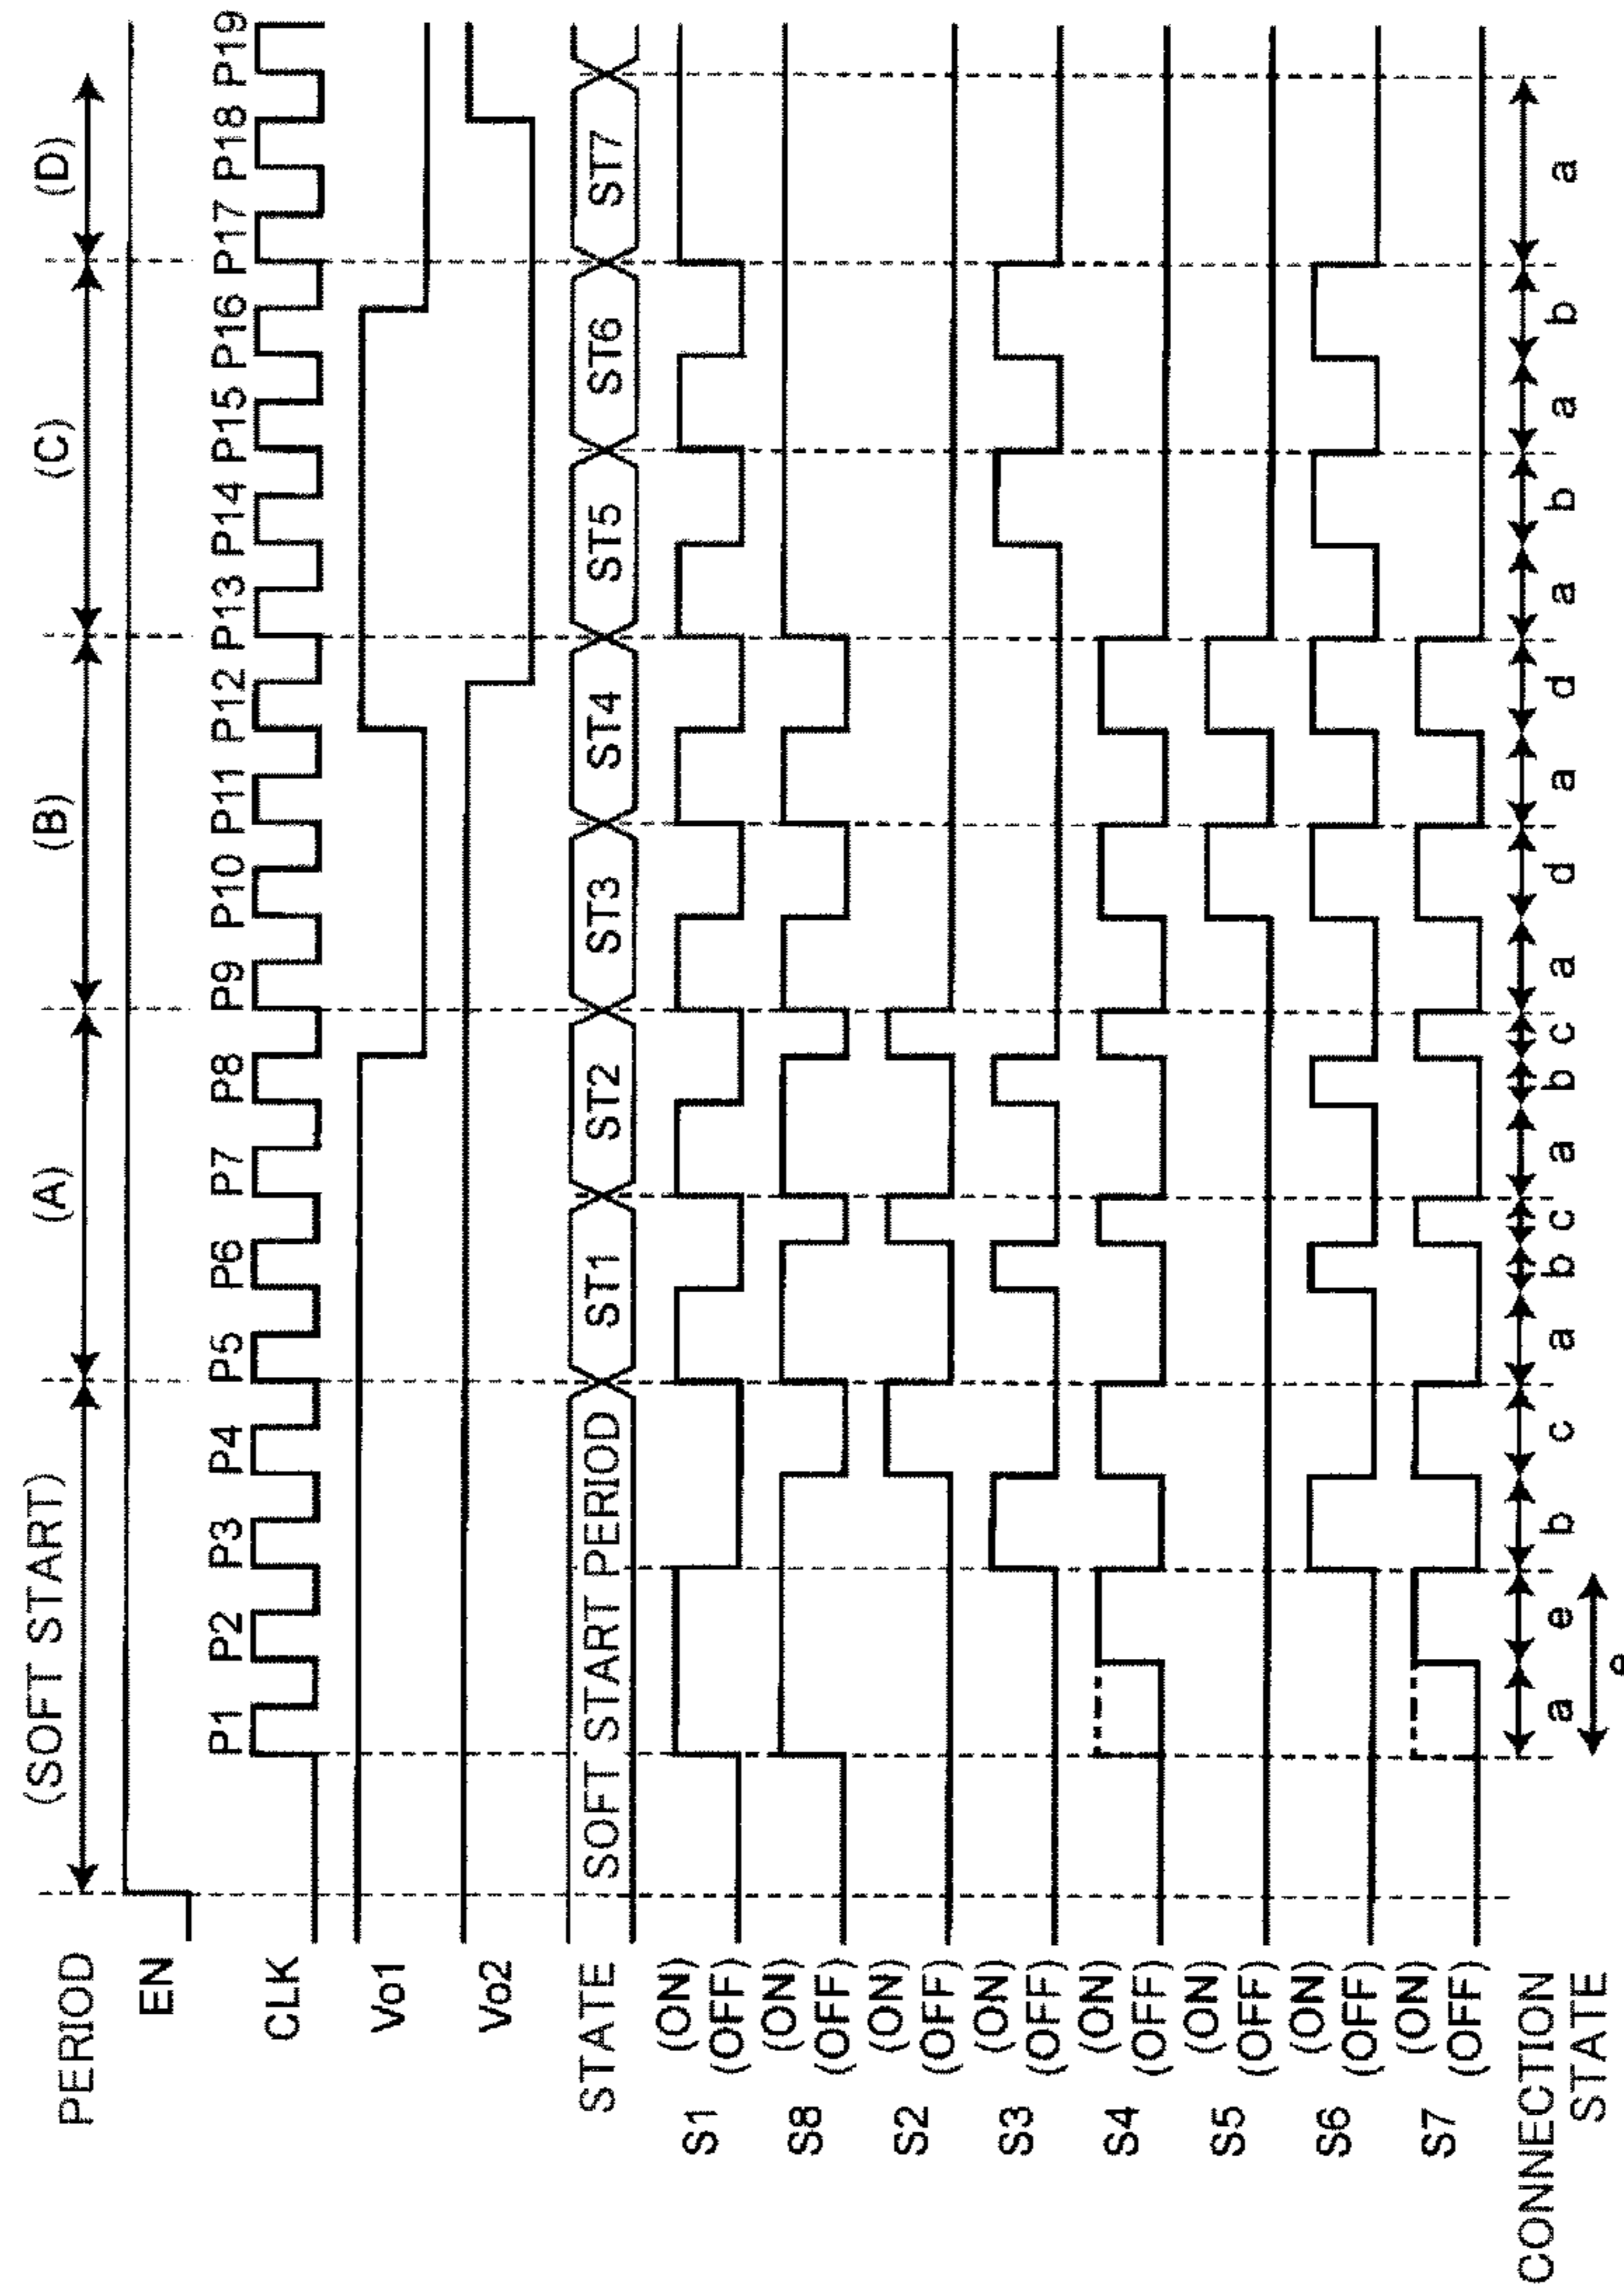 PERIOD (SOFT START) (A) (B) (C) (D)
EN
CLK P1 P2 P3 P4 P5 P6 P7 P8 P9 P10 P11 P12 P13 P14 P15 P16 P17 P18 P19
Vo1
Vo2
STATE SOFT START PERIOD ST1 ST2 ST3 ST4 ST5 ST6 ST7
S1 (ON)
(OFF)
S8 (ON)
(OFF)
S2 (ON)
(OFF)
S3 (ON)
(OFF)
S4 (ON)
(OFF)
S5 (ON)
(OFF)
S6 (ON)
(OFF)
S7 (ON)
(OFF)
CONNECTION
STATE
a e b c a b c a b c a d a d a b a b a